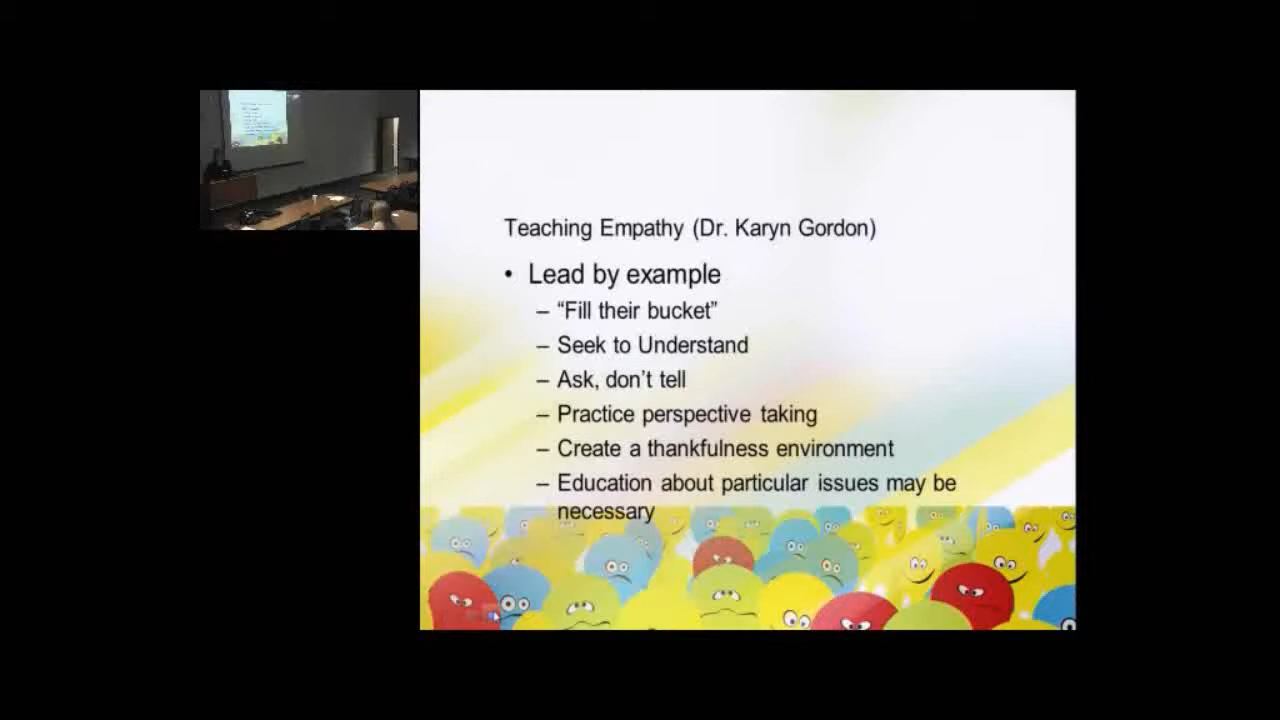 Teaching Empathy (Dr. Karyn Gordon)
• Lead by example
– “Fill their bucket”
– Seek to Understand
– Ask, don’t tell
– Practice perspective taking
– Create a thankfulness environment
– Education about particular issues may be
necessary